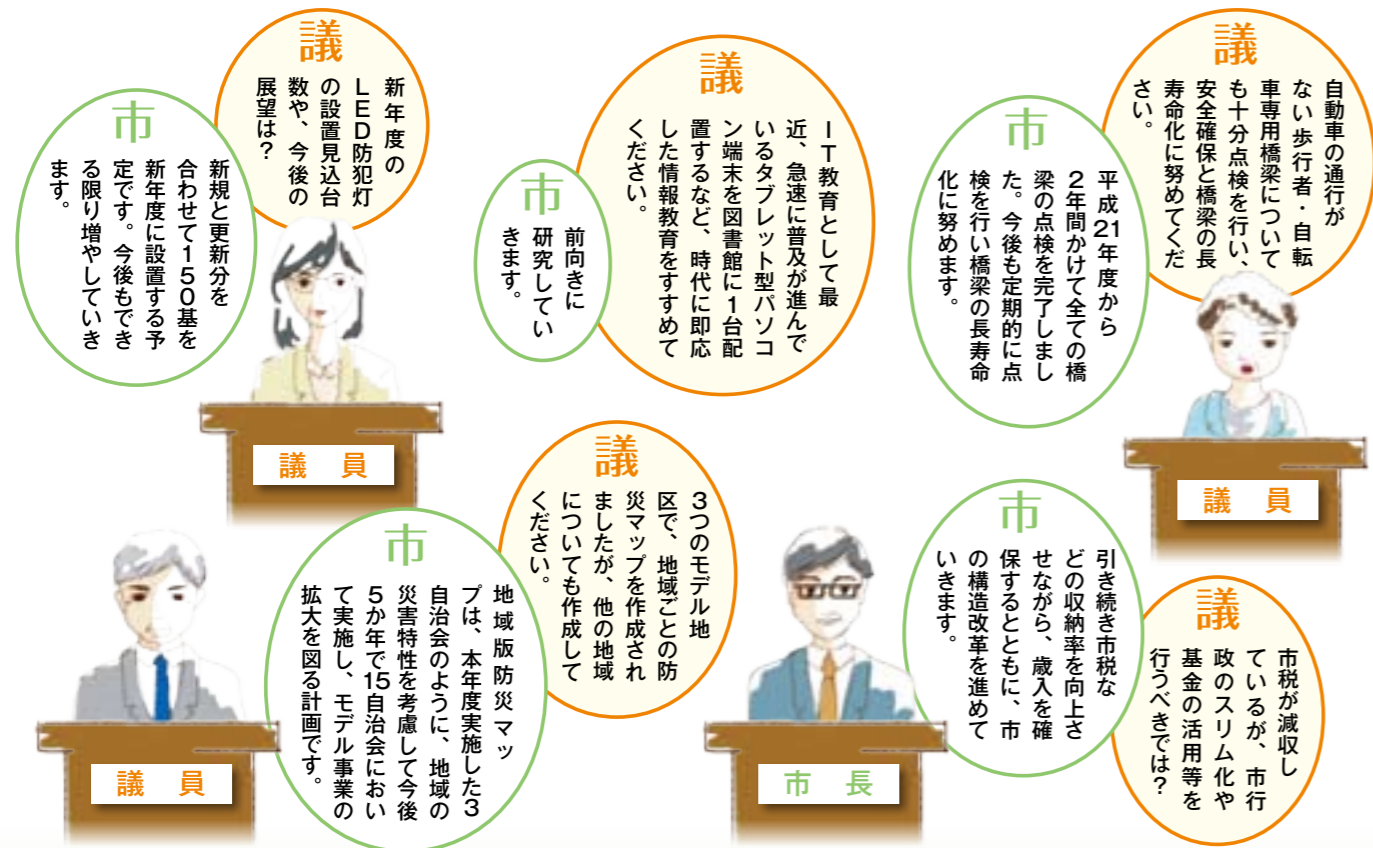 議
自動車の通行が
ない歩行者・自転
車専用橋梁について
も十分点検を行い、
安全確保と橋梁の長
寿命化に努めてくだ
さい。
市
平成21年度から
2年間かけて全ての橋
梁の点検を完了しまし
た。今後も定期的に点
検を行い橋梁の長寿命
化に努めます。
議員
議
IT教育として最
近、急速に普及が進んで
いるタブレット型パソコ
ン端末を図書館に1台配
置するなど、時代に即応
した情報教育をすすめて
ください。
市
前向きに
研究してい
きます。
議
新年度の
LED防犯灯
の設置見込台
数や、今後の
展望は?
市
新規と更新分を
合わせて150基を
新年度に設置する予
定です。今後もでき
る限り増やしていき
ます。
議員
議
市税が減収し
ているが、市行
政のスリム化や
基金の活用等を
行うべきでは?
市
引き続き市税な
どの収納率を向上さ
せながら、歳入を確
保するとともに、市
の構造改革を進めて
いきます。
市長
議
3つのモデル地
区で、地域ごとの防
災マップを作成され
ましたが、他の地域
についても作成して
ください。
市
地域版防災マッ
プは、本年度実施した3
自治会のように、地域の
災害特性を考慮して今後
5か年で15自治会におい
て実施し、モデル事業の
拡大を図る計画です。
議員